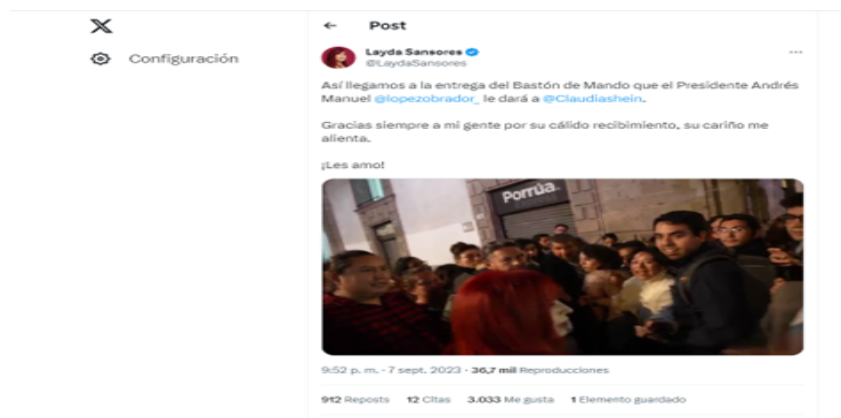 Post
Configuración
Layda Sansores
@LaydaSansores
Así llegamos a la entrega del Bastón de Mando que el Presidente Andrés
Manuel @lopezobrador_ le dará a @Claudiashein.
Gracias siempre a mi gente por su cálido recibimiento, su cariño me
alienta.
¡Les amo!
Porrúa
9:52 p. m. · 7 sept. 2023 · 36,7 mil Reproducciones
912 Reposts 12 Citas 3.033 Me gusta 1 Elemento guardado